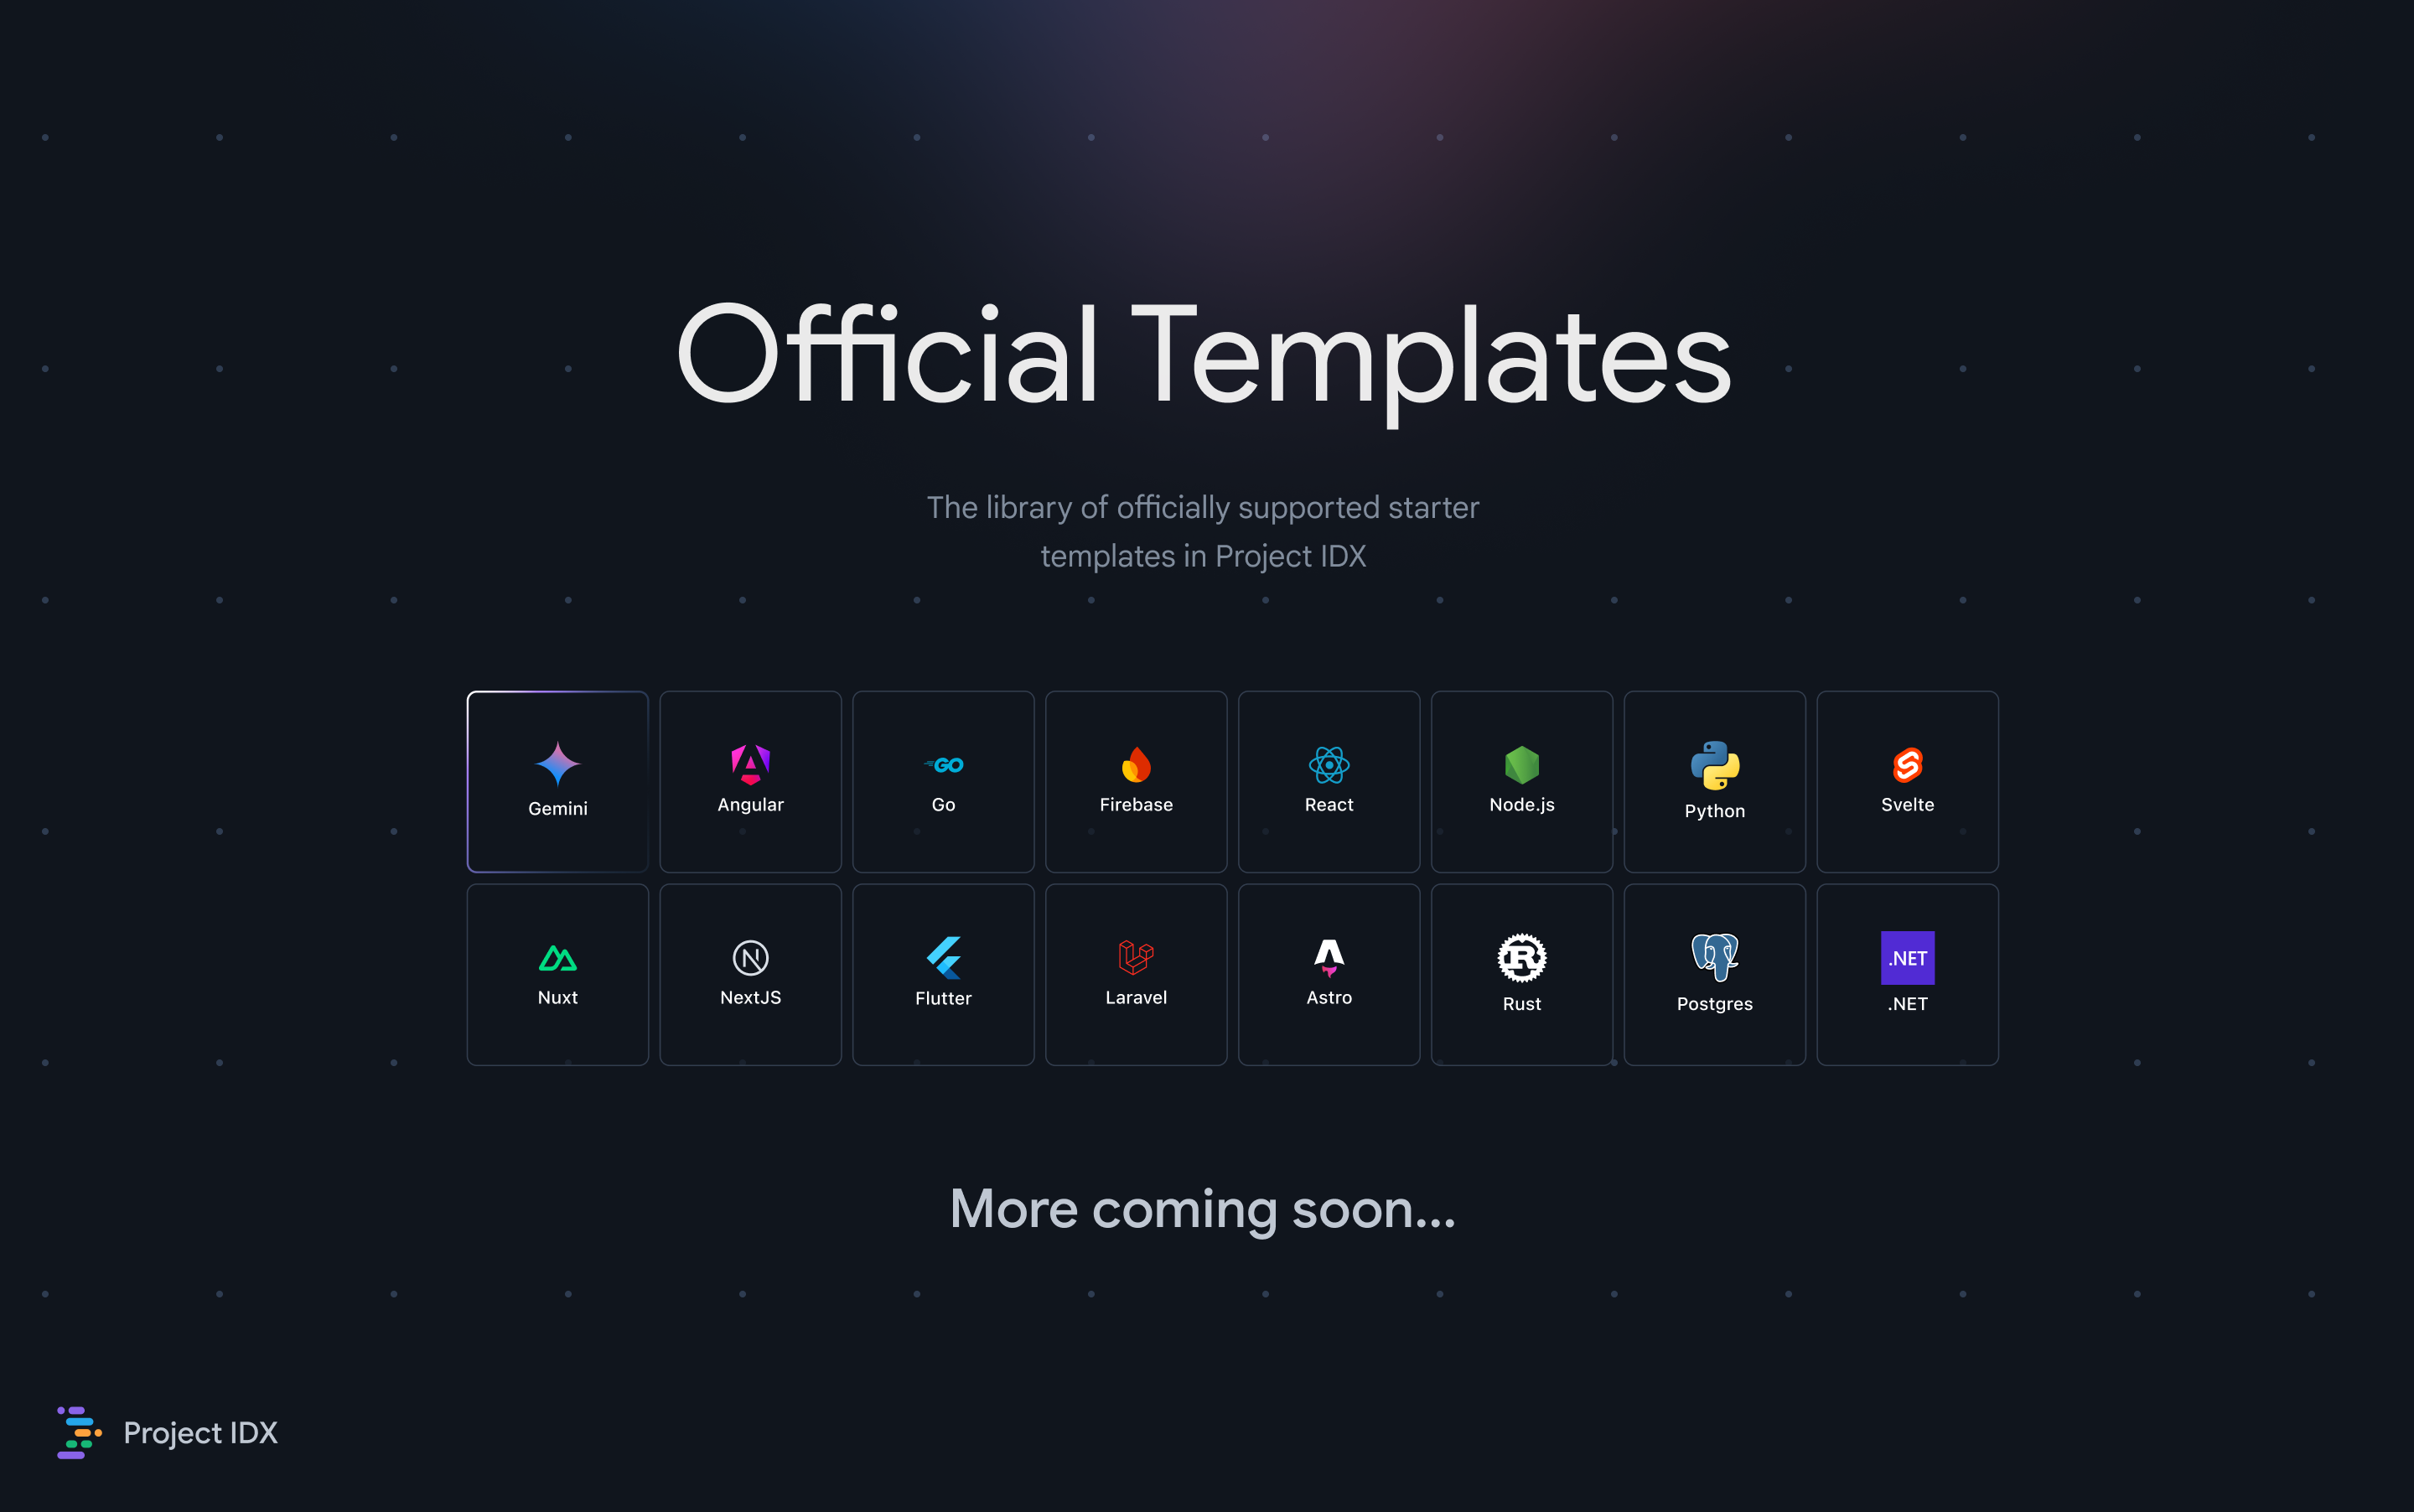 Official Templates
The library of officially supported starter
templates in Project IDX
Gemini
Angular
GO
Go
Firebase
React
Node.js
Python
Svelte
Nuxt
N
NextJS
Flutter
Laravel
Astro
R
Rust
Postgres
.NET
.NET
More coming soon...
Project IDX